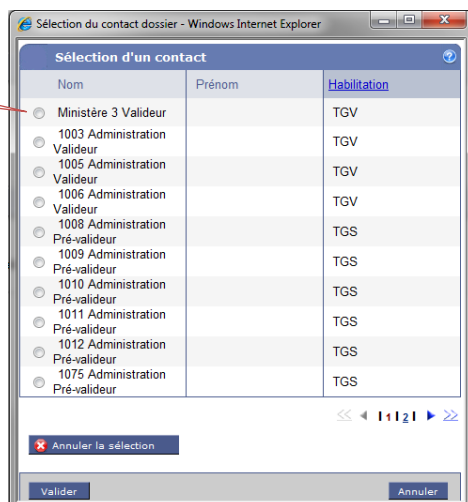 Sélection du contact dossier - Windows Internet Explorer
Sélection d'un contact
Nom Prénom Habilitation
Ministère 3 Valideur TGV
1003 Administration
Valideur TGV
1005 Administration
Valideur TGV
1006 Administration
Valideur TGV
1008 Administration
Pré-valideur TGS
1009 Administration
Pré-valideur TGS
1010 Administration
Pré-valideur TGS
1011 Administration
Pré-valideur TGS
1012 Administration
Pré-valideur TGS
1075 Administration
Pré-valideur TGS
| 1 | 2 |
Annuler la sélection
Valider Annuler